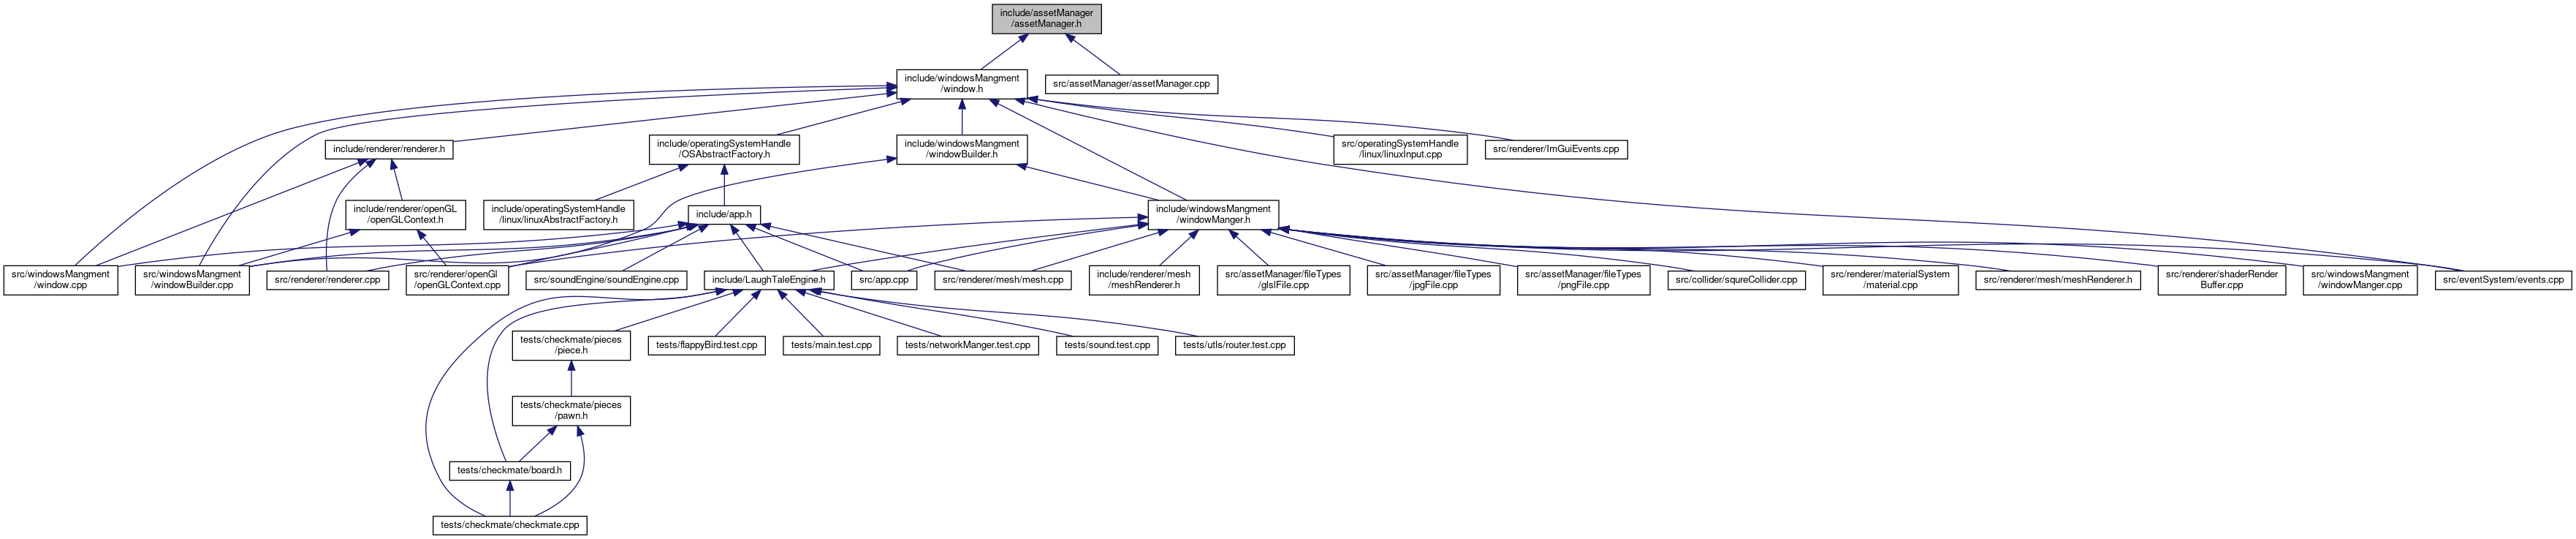 include/assetManager
/assetManager.h
include/windowsMangment
/window.h
src/assetManager/assetManager.cpp
include/renderer/renderer.h
include/operatingSystemHandle
/OSAbstractFactory.h
include/windowsMangment
/windowBuilder.h
src/operatingSystemHandle
/linux/linuxInput.cpp
src/renderer/ImGuiEvents.cpp
include/renderer/openGL
/openGLContext.h
include/operatingSystemHandle
/linux/linuxAbstractFactory.h
include/app.h
include/windowsMangment
/windowManger.h
src/windowsMangment
/window.cpp
src/windowsMangment
/windowBuilder.cpp
src/renderer/renderer.cpp
src/renderer/openGl
/openGLContext.cpp
src/soundEngine/soundEngine.cpp
include/LaughTaleEngine.h
src/app.cpp
src/renderer/mesh/mesh.cpp
include/renderer/mesh
/meshRenderer.h
src/assetManager/fileTypes
/glslFile.cpp
src/assetManager/fileTypes
/jpgFile.cpp
src/assetManager/fileTypes
/pngFile.cpp
src/collider/squreCollider.cpp
src/renderer/materialSystem
/material.cpp
src/renderer/mesh/meshRenderer.h
src/renderer/shaderRender
Buffer.cpp
src/windowsMangment
/windowManger.cpp
src/eventSystem/events.cpp
tests/checkmate/pieces
/piece.h
tests/flappyBird.test.cpp
tests/main.test.cpp
tests/networkManger.test.cpp
tests/sound.test.cpp
tests/utls/router.test.cpp
tests/checkmate/pieces
/pawn.h
tests/checkmate/board.h
tests/checkmate/checkmate.cpp